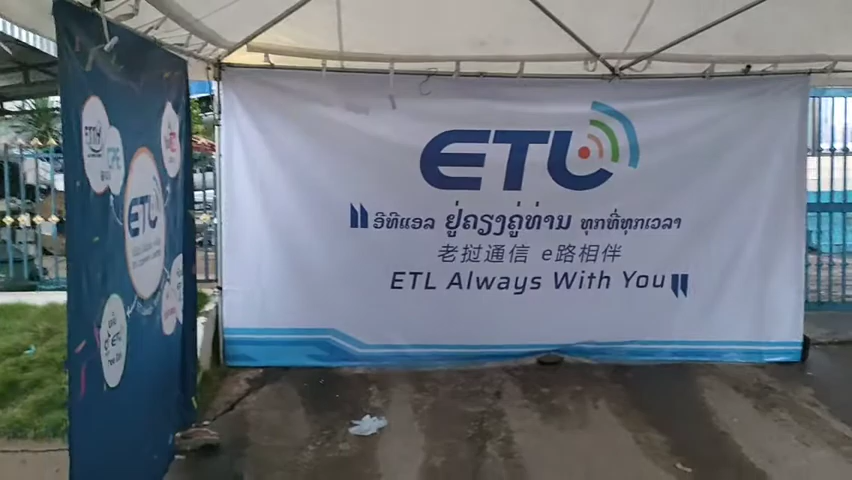 ETL
ອີທີແອລ ຢູ່ຄຽງຄູ່ທ່ານ ທຸກທີ່ທຸກເວລາ
老挝通信 e路相伴
ETL Always With You
ETL